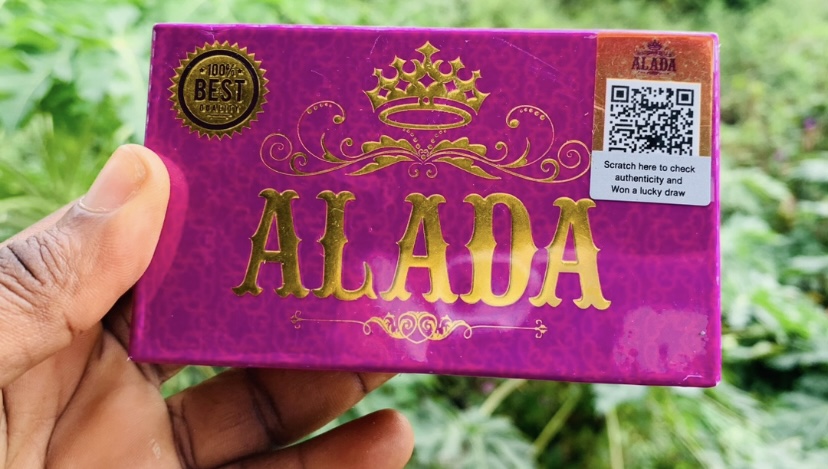 100%
BEST
QUALITY
ALADA
Scratch here to check
authenticity and
Won a lucky draw
ALADA